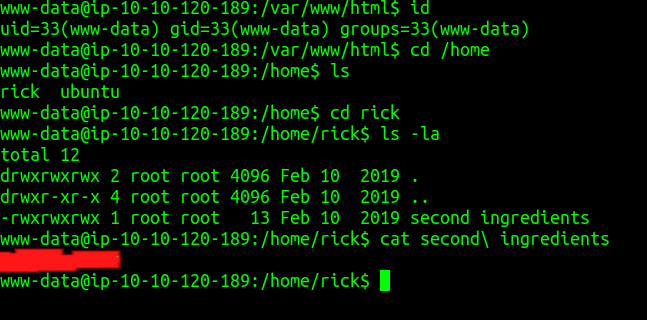 www-data@ip-10-10-120-189:/var/www/html$ id
uid=33(www-data) gid=33(www-data) groups=33(www-data)
www-data@ip-10-10-120-189:/var/www/html$ cd /home
www-data@ip-10-10-120-189:/home$ ls
rick  ubuntu
www-data@ip-10-10-120-189:/home$ cd rick
www-data@ip-10-10-120-189:/home/rick$ ls -la
total 12
drwxrwxrwx 2 root root 4096 Feb 10  2019 .
drwxr-xr-x 4 root root 4096 Feb 10  2019 ..
-rwxrwxrwx 1 root root   13 Feb 10  2019 second ingredients
www-data@ip-10-10-120-189:/home/rick$ cat second\ ingredients
www-data@ip-10-10-120-189:/home/rick$